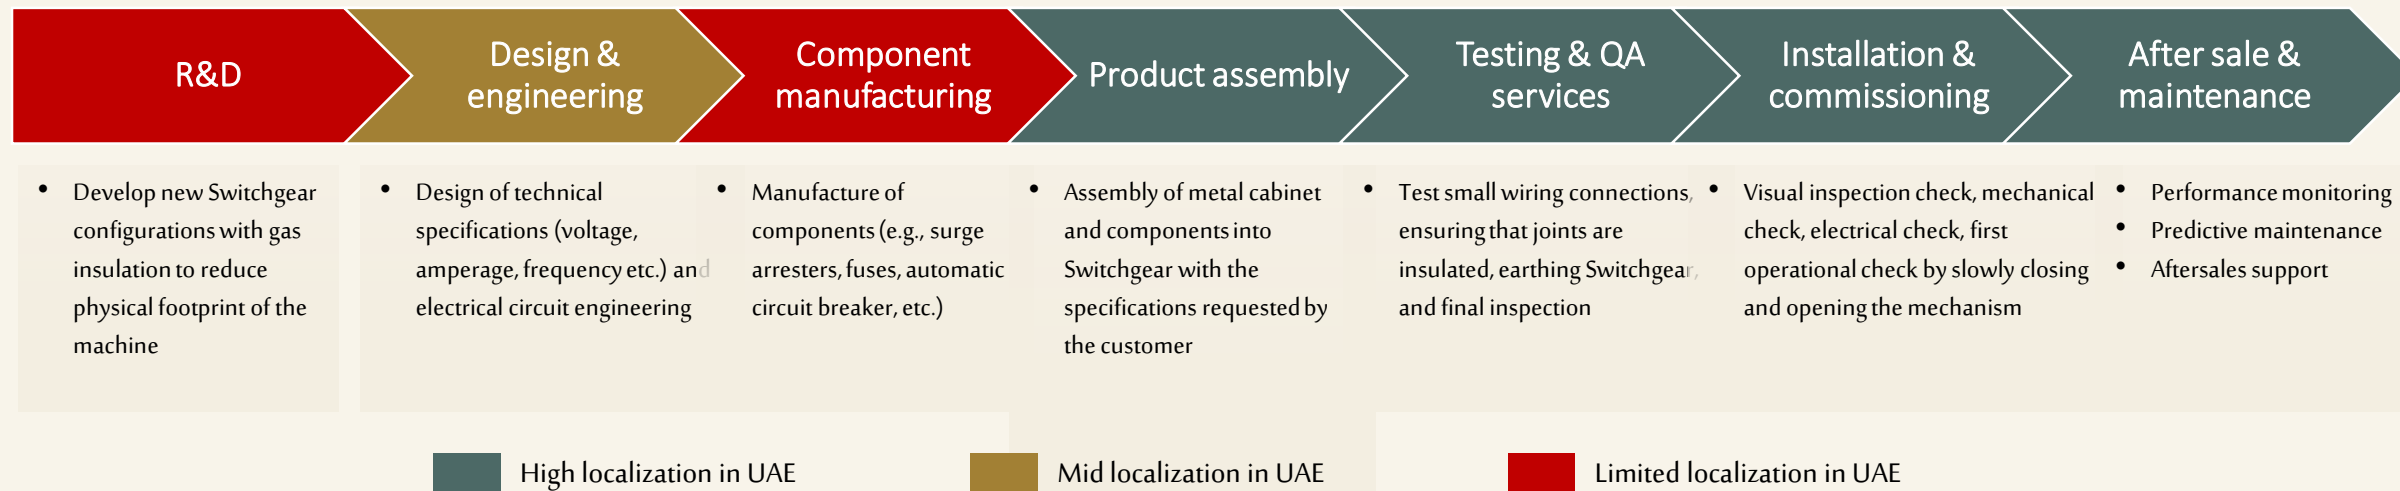 R&D
Design &
engineering
Component
manufacturing
Product assembly
Testing & QA
services
Installation &
commissioning
After sale &
maintenance
• Develop new Switchgear
configurations with gas
insulation to reduce
physical footprint of the
machine
• Design of technical
specifications (voltage,
amperage, frequency etc.) and
electrical circuit engineering
• Manufacture of
components (e.g., surge
arresters, fuses, automatic
circuit breaker, etc.)
• Assembly of metal cabinet
and components into
Switchgear with the
specifications requested by
the customer
• Test small wiring connections,
ensuring that joints are
insulated, earthing Switchgear,
and final inspection
• Visual inspection check, mechanical
check, electrical check, first
operational check by slowly closing
and opening the mechanism
• Performance monitoring
• Predictive maintenance
• Aftersales support
High localization in UAE
Mid localization in UAE
Limited localization in UAE